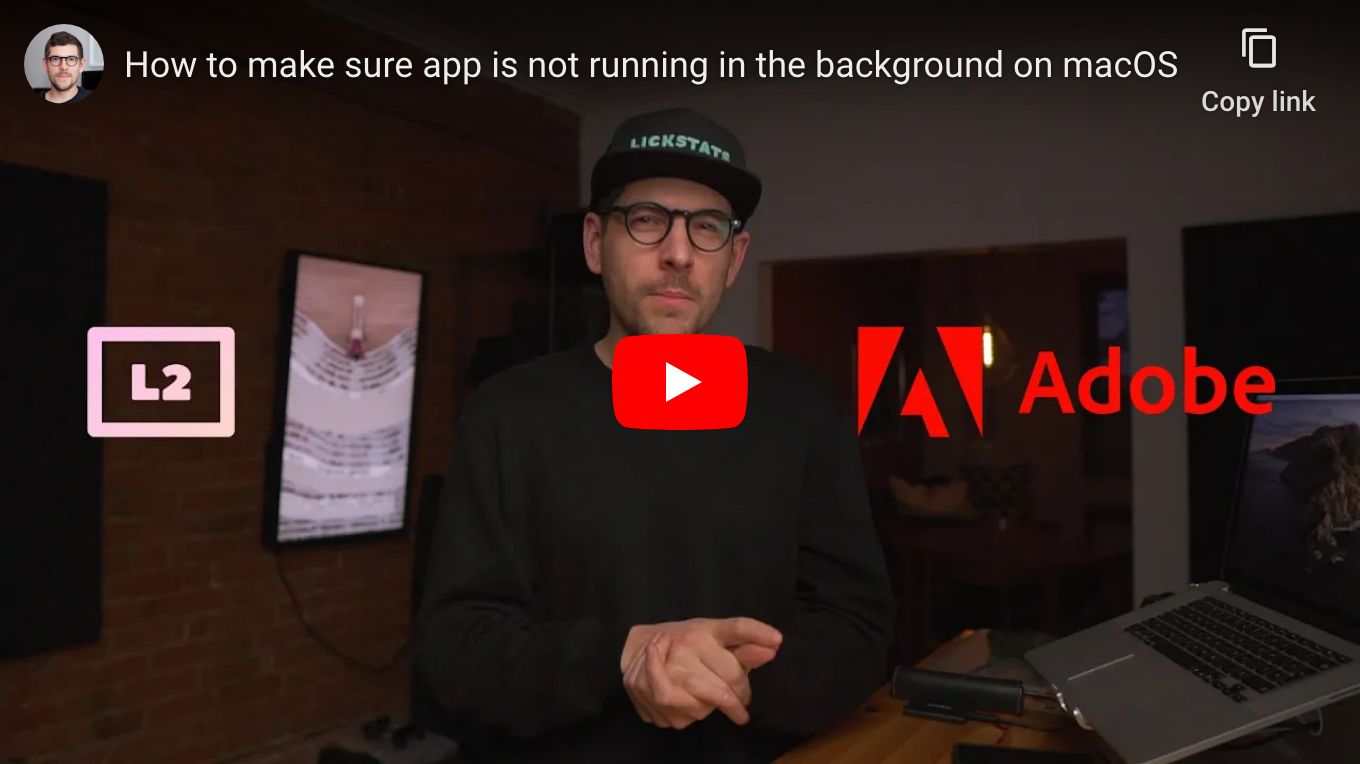 How to make sure app is not running in the background on macOS
Copy link
LICKSTATS
L2
Adobe